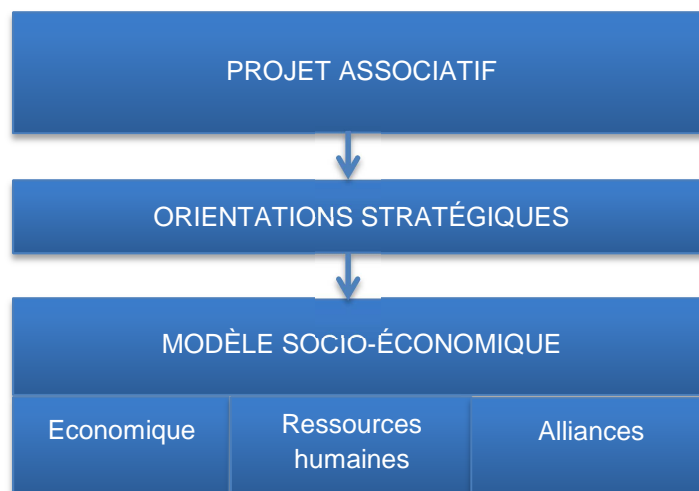 PROJET ASSOCIATIF
ORIENTATIONS STRATÉGIQUES
MODÈLE SOCIO-ÉCONOMIQUE
Economique
Ressources
humaines
Alliances